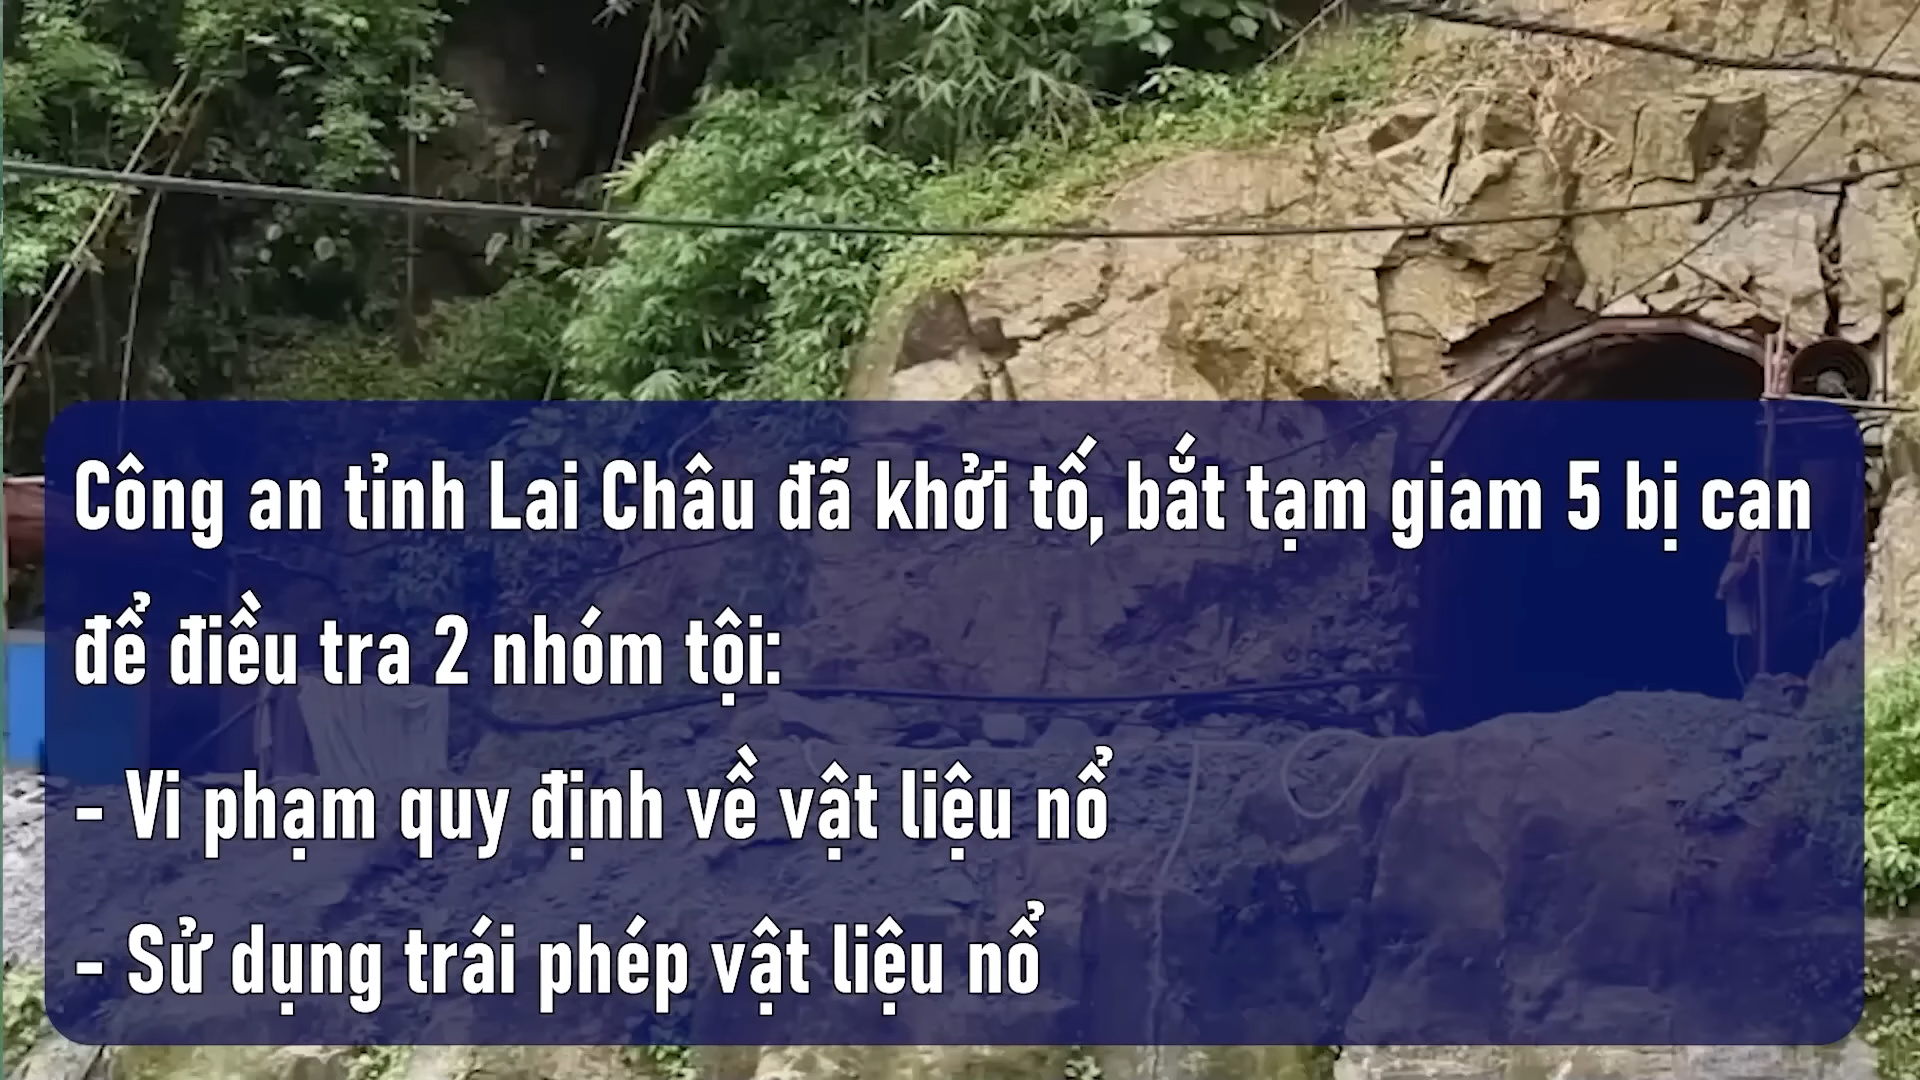 Công an tỉnh Lai Châu đã khởi tố, bắt tạm giam 5 bị can
để điều tra 2 nhóm tội:
- Vi phạm quy định về vật liệu nổ
- Sử dụng trái phép vật liệu nổ